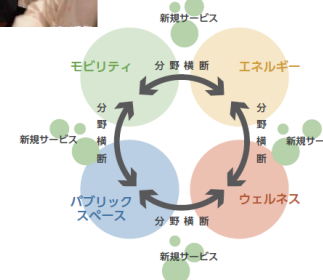 新規サービス
モビリティ
分野横断
エネルギー
分野横断
分野横断
新規サービス
新規サービス
パブリック
スペース
ウェルネス
分野横断
新規サービス